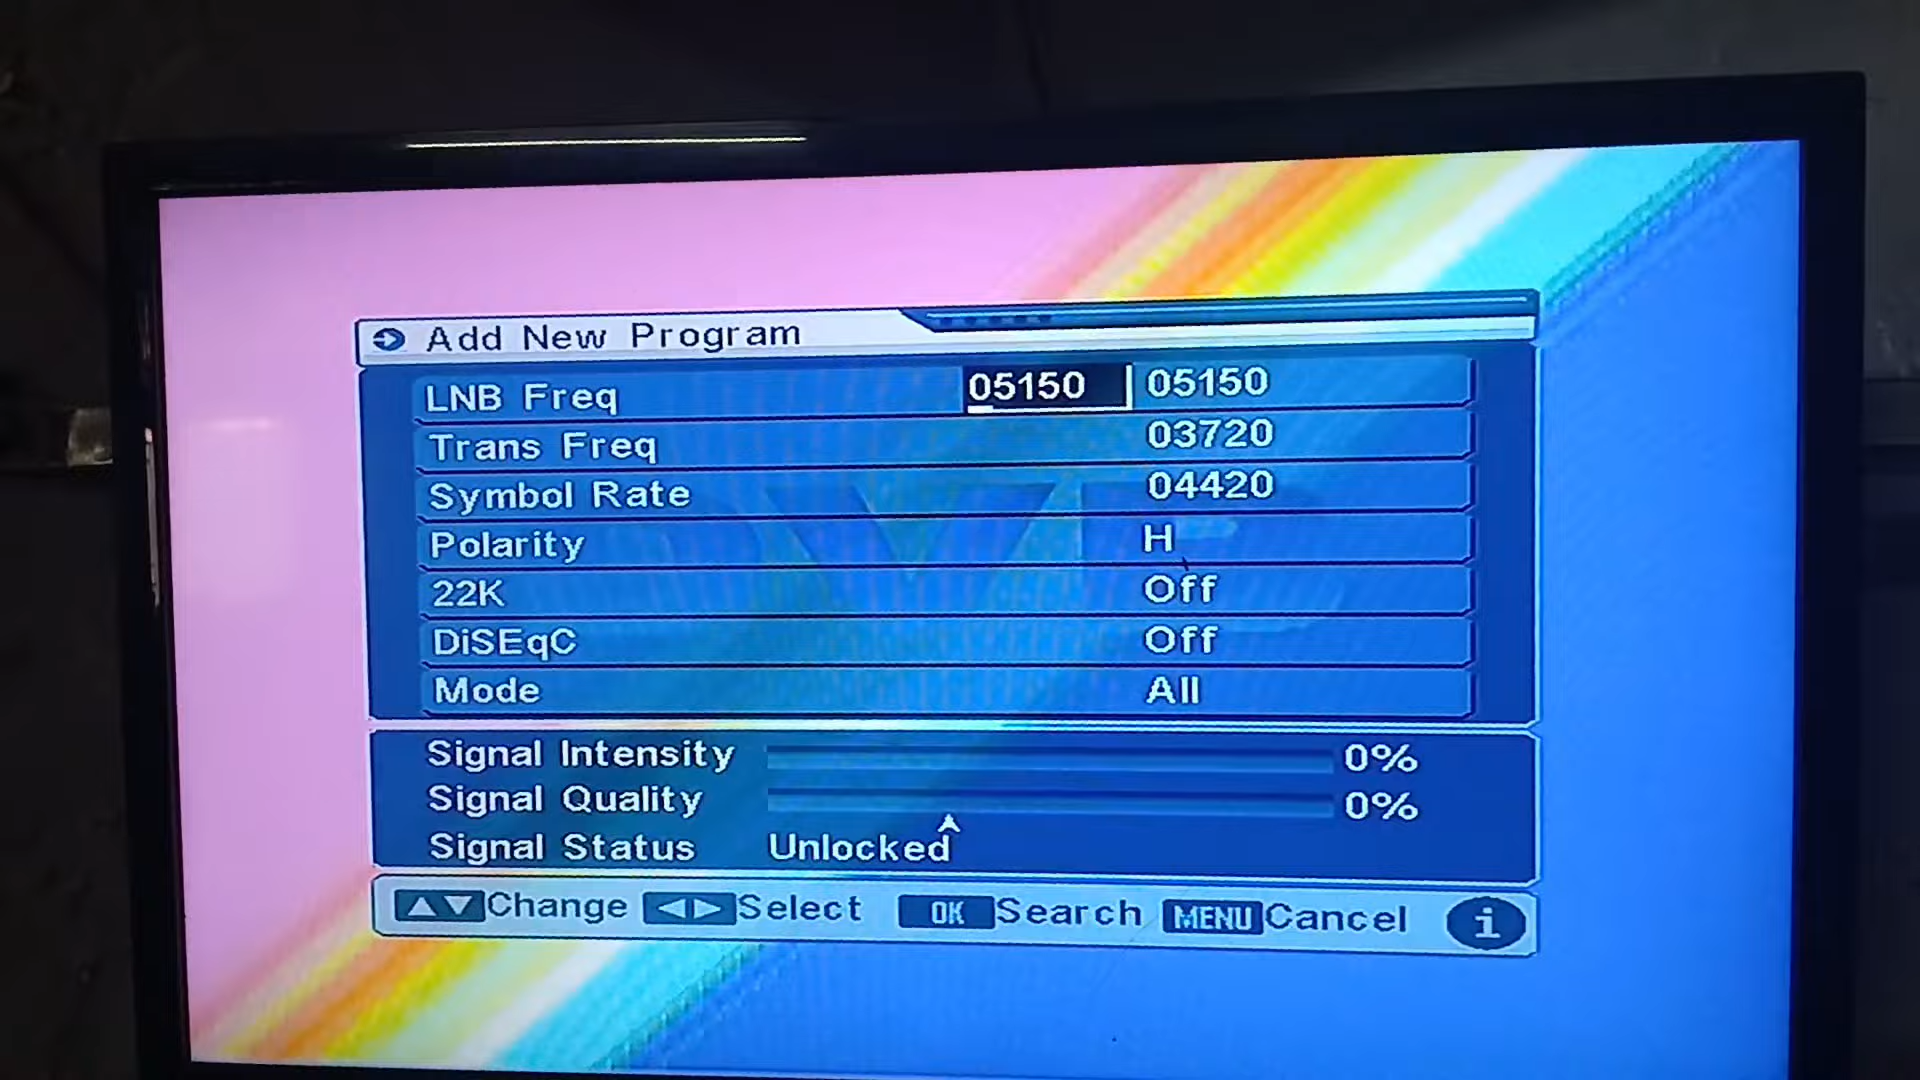 Add New Program
LNB Freq 05150 05150
Trans Freq 03720
Symbol Rate 04420
Polarity H
22K Off
DiSEqC Off
Mode All
Signal Intensity 0%
Signal Quality 0%
Signal Status Unlocked
Change Select OK Search MENU Cancel i